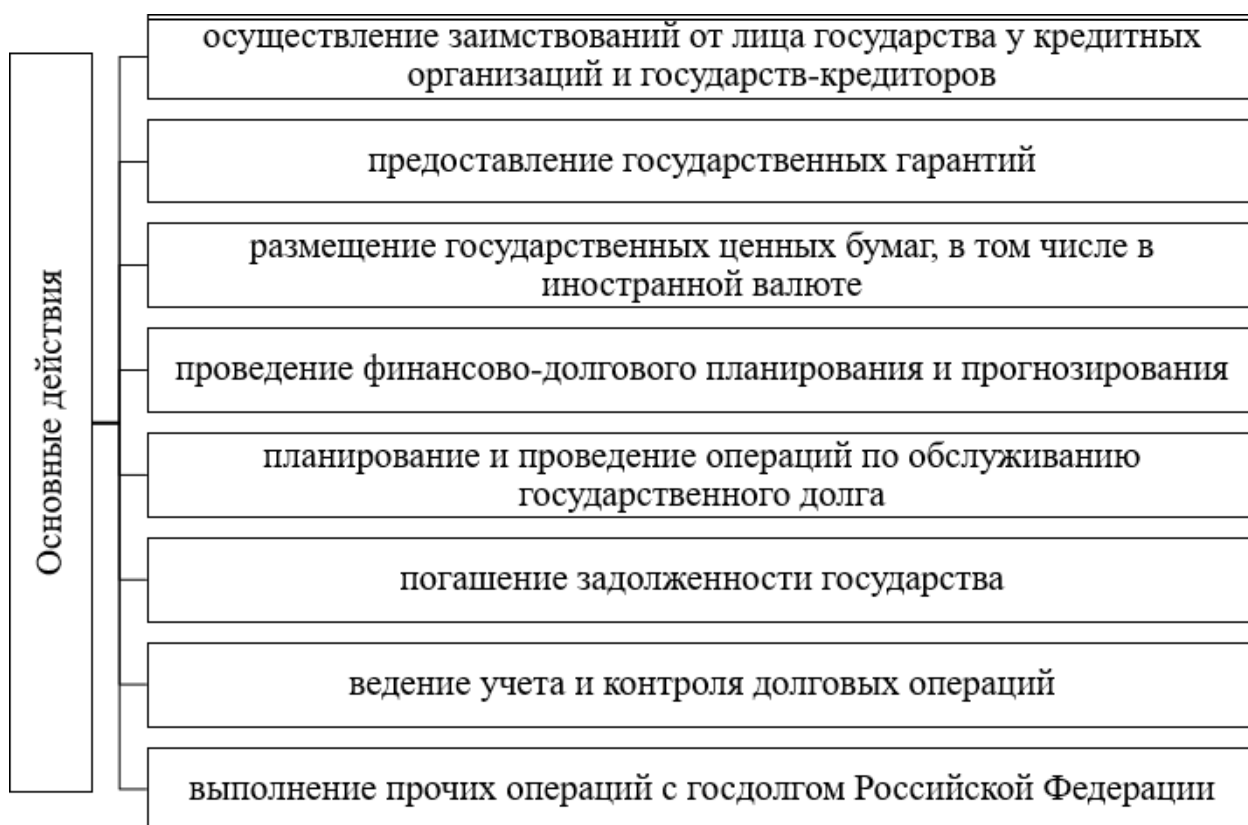 Основные действия
осуществление заимствований от лица государства у кредитных
организаций и государств-кредиторов
предоставление государственных гарантий
размещение государственных ценных бумаг, в том числе в
иностранной валюте
проведение финансово-долгового планирования и прогнозирования
планирование и проведение операций по обслуживанию
государственного долга
погашение задолженности государства
ведение учета и контроля долговых операций
выполнение прочих операций с госдолгом Российской Федерации